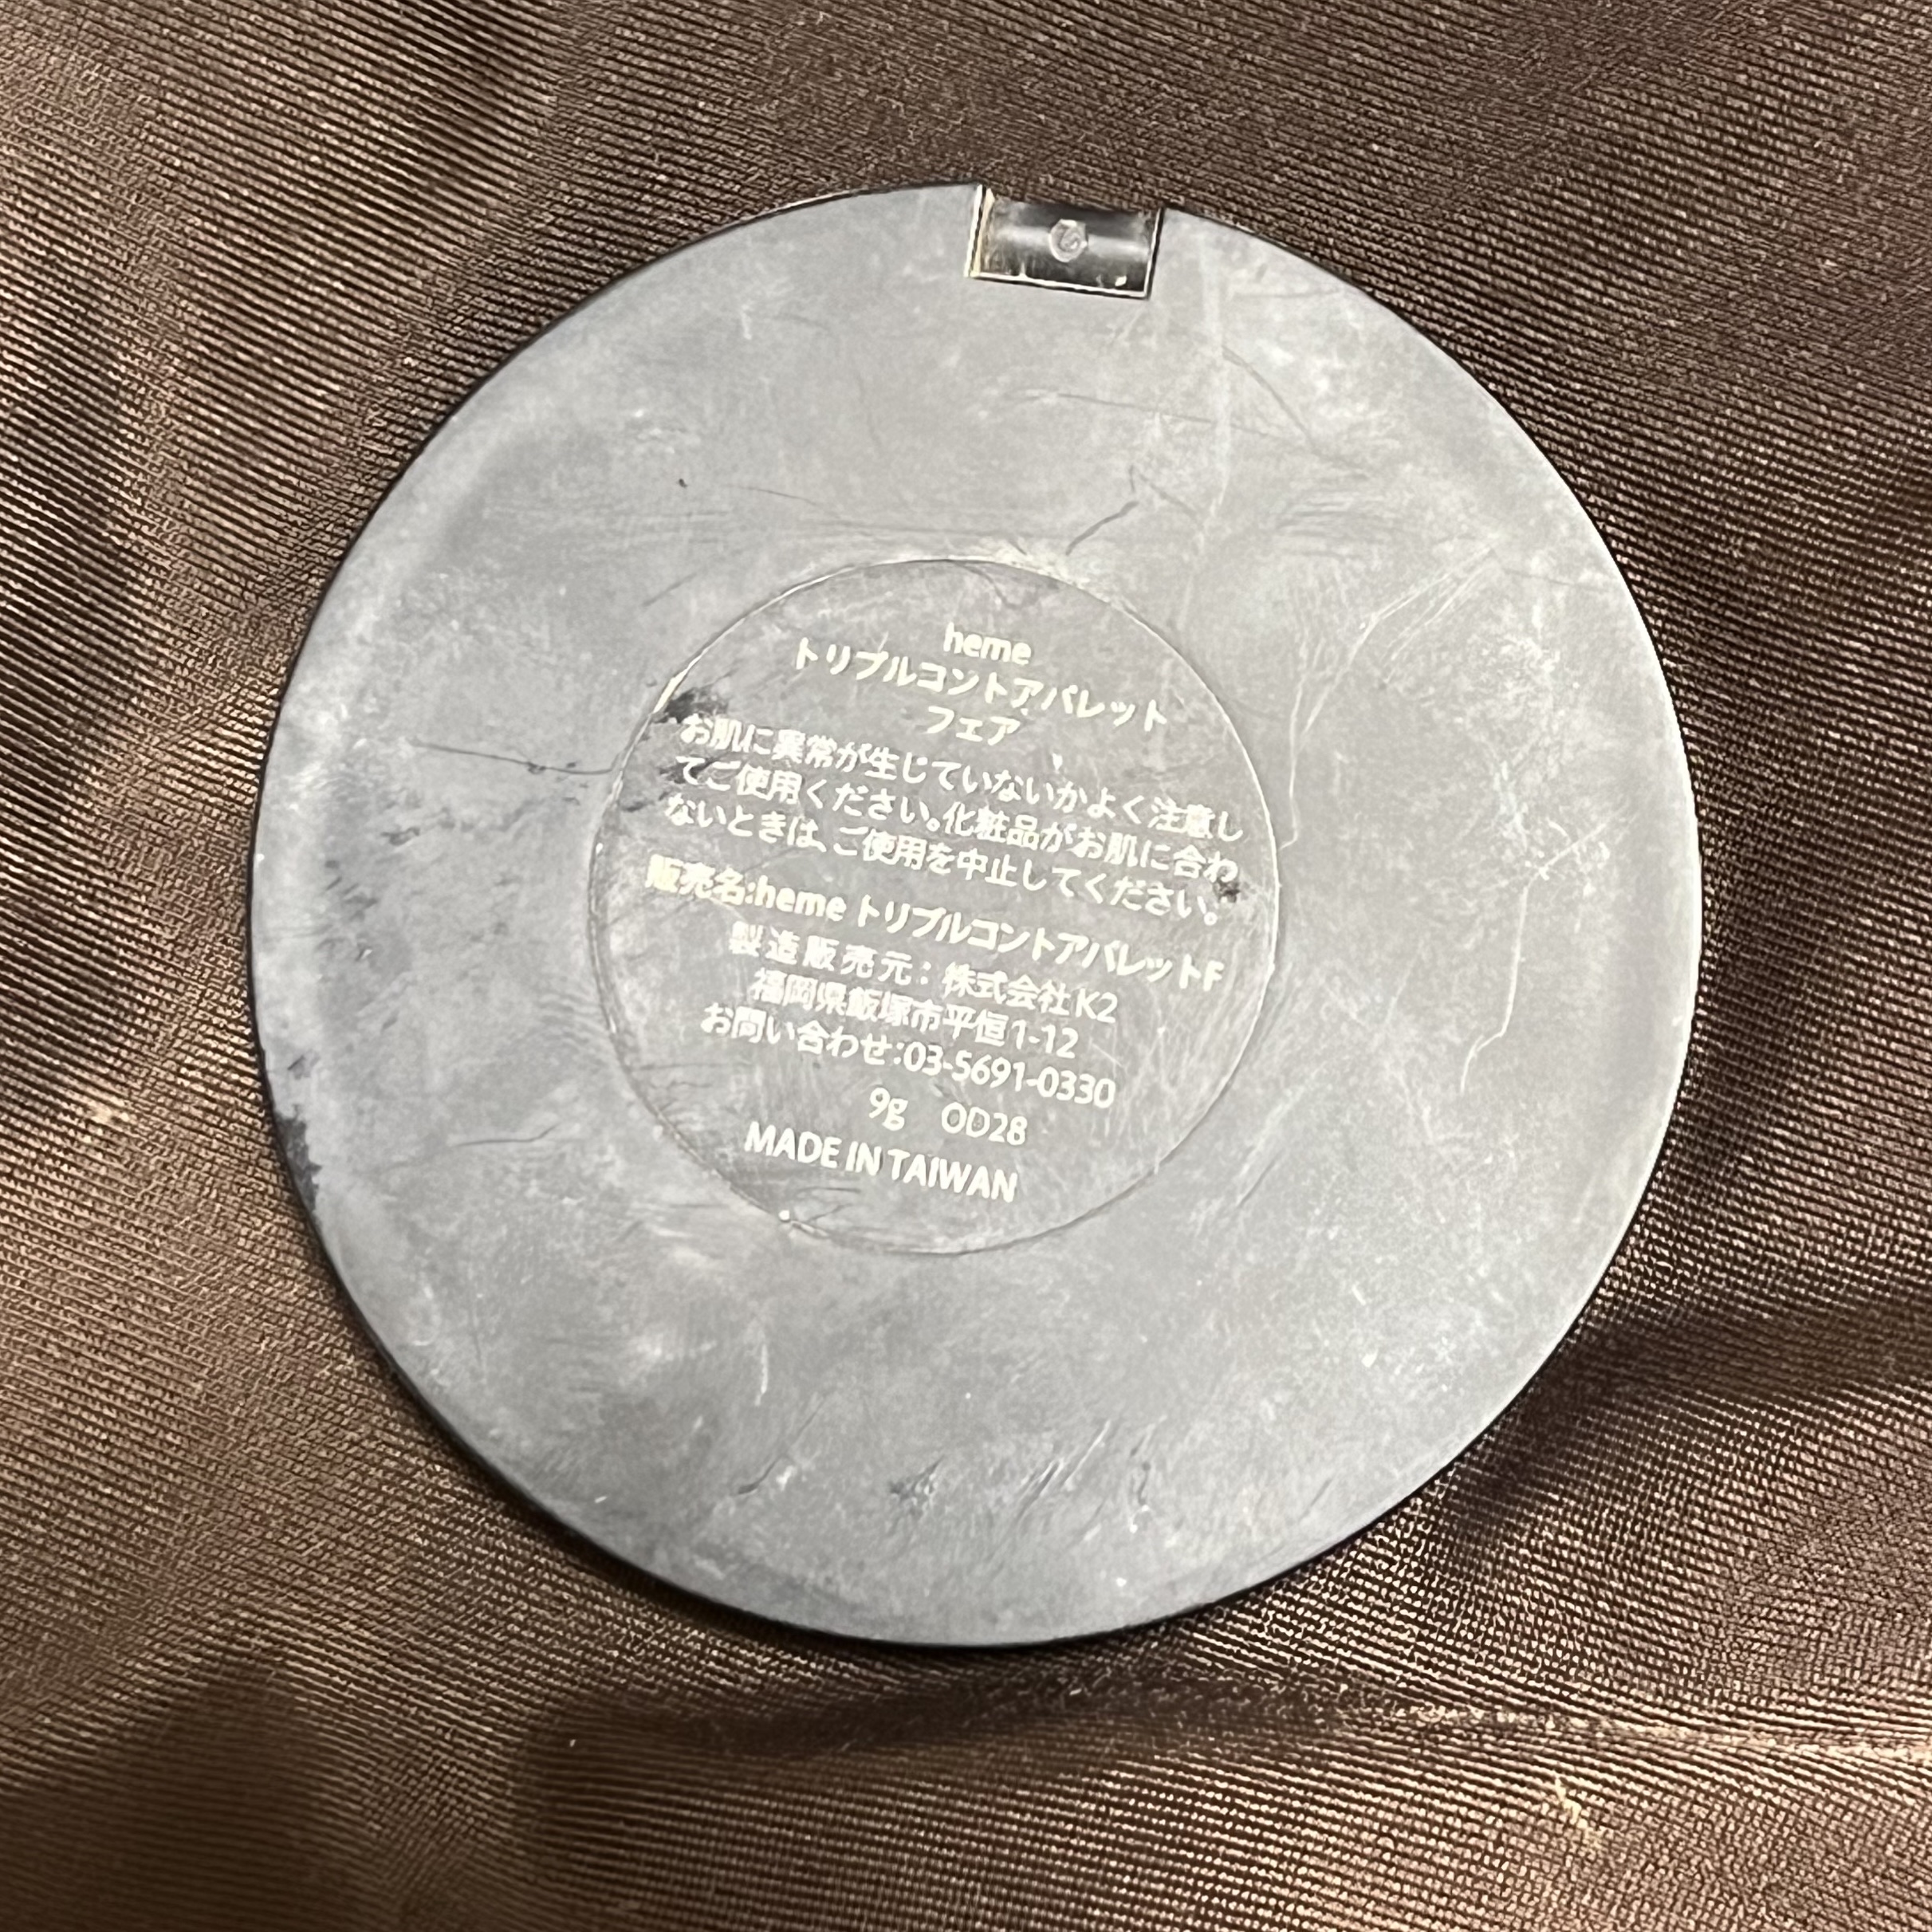 heme
トリプルコントアパレット
フェア
お肌に異常が生じていないかよく注意し
てご使用ください。化粧品がお肌に合わ
ないときは、ご使用を中止してください。
販売名:heme トリプルコントアパレットF
製造販売元：株式会社K2
福岡県飯塚市平恒1-12
お問い合わせ:03-5691-0330
9g OD28
MADE IN TAIWAN